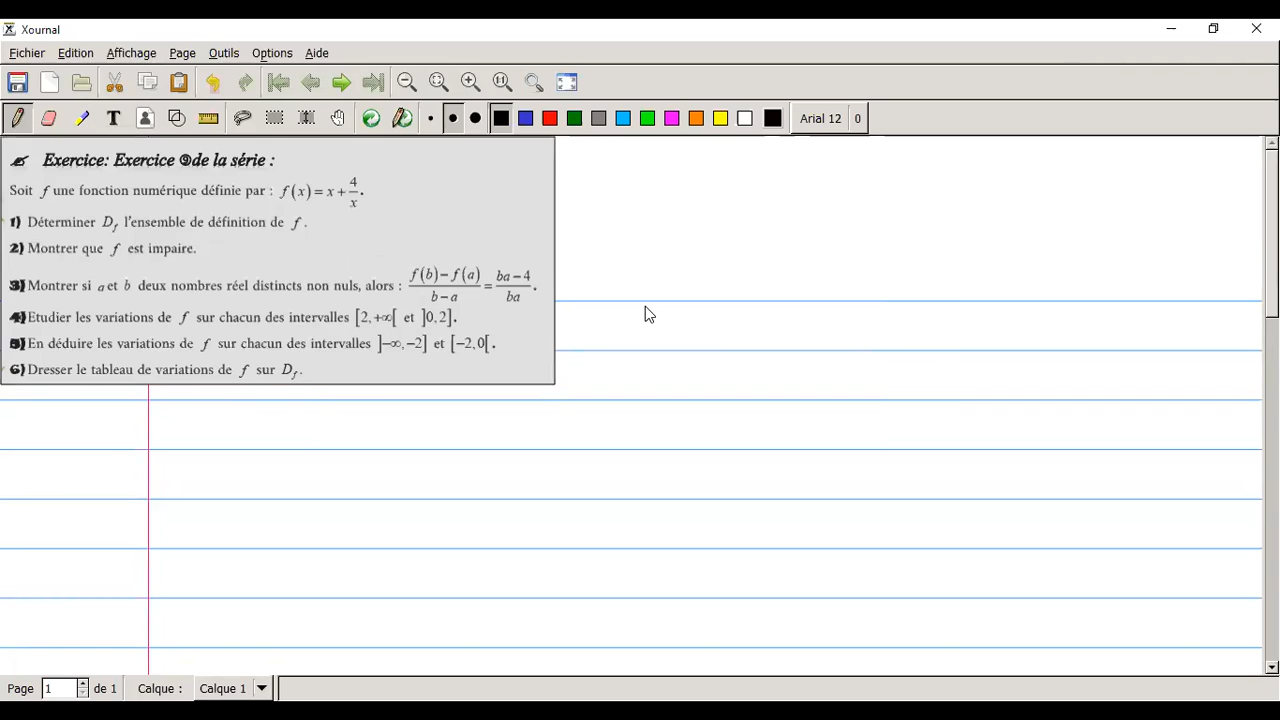 Xournal
Fichier Edition Affichage Page Outils Options Aide
T Arial 12 0
Exercice: Exercice ⑨de la série :
Soit f une fonction numérique définie par : f(x) = x + 4/x.
1) Déterminer D_f l'ensemble de définition de f.
2) Montrer que f est impaire.
3) Montrer si a et b deux nombres réel distincts non nuls, alors : (f(b)−f(a))/(b−a) = (ba−4)/ba.
4) Etudier les variations de f sur chacun des intervalles [2,+∞[ et ]0,2].
5) En déduire les variations de f sur chacun des intervalles ]−∞,−2] et [−2,0[.
6) Dresser le tableau de variations de f sur D_f.
Page 1 de 1 Calque : Calque 1